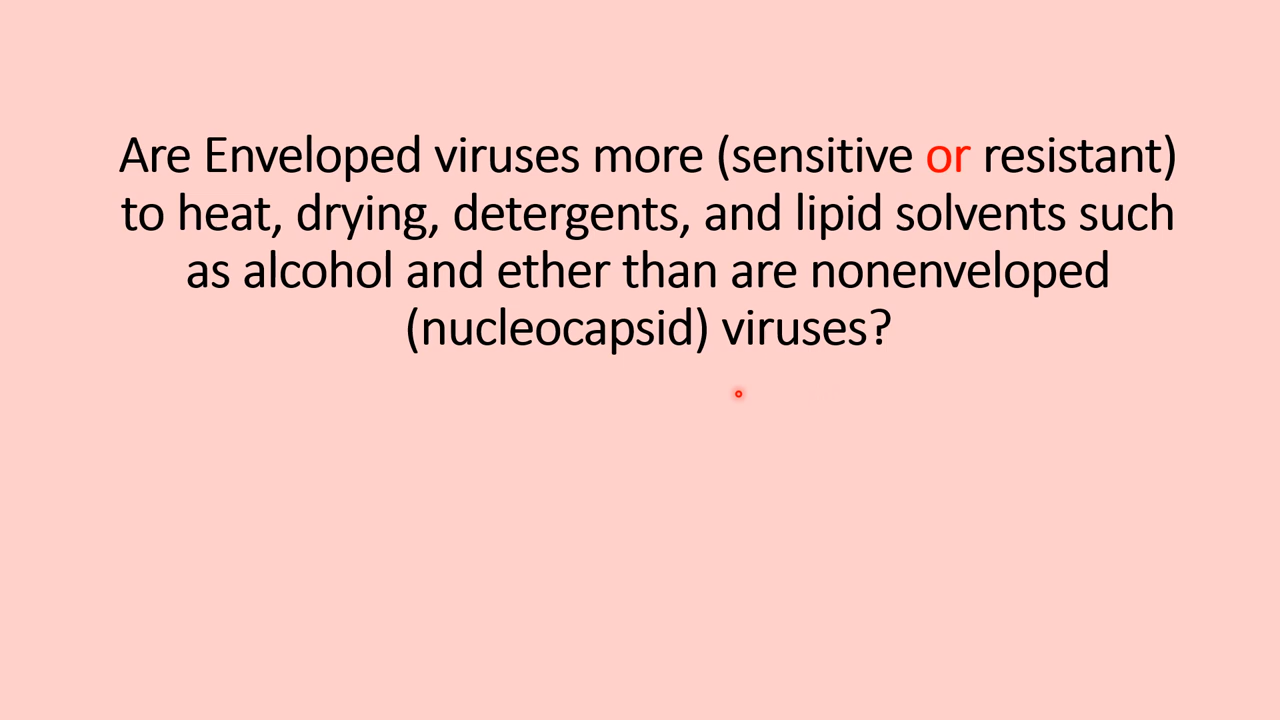 Are Enveloped viruses more (sensitive or resistant)
to heat, drying, detergents, and lipid solvents such
as alcohol and ether than are nonenveloped
(nucleocapsid) viruses?